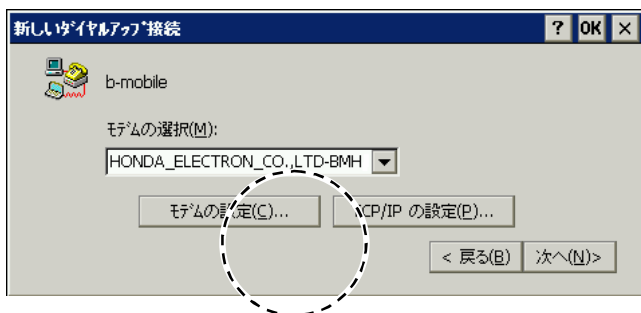 新しいﾀﾞｲﾔﾙｱｯﾌﾟ接続 ? OK ×
b-mobile
ﾓﾃﾞﾑの選択(M):
HONDA_ELECTRON_CO.,LTD-BMH
ﾓﾃﾞﾑの設定(C)... TCP/IP の設定(P)...
< 戻る(B) 次へ(N)>